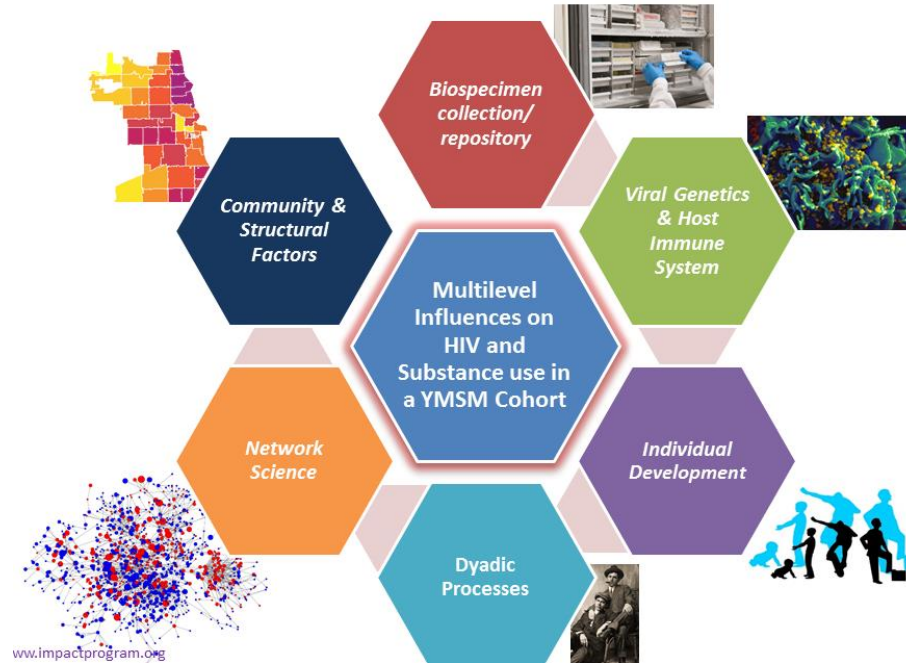 Biospecimen
collection/
repository
Community &
Structural
Factors
Viral Genetics
& Host
Immune
System
Multilevel
Influences on
HIV and
Substance use in
a YMSM Cohort
Network
Science
Individual
Development
Dyadic
Processes
ww.impactprogram.org